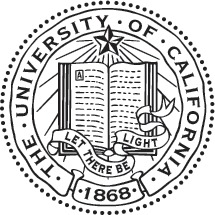 ·THE·UNIVERSITY·OF·CALIFORNIA·
A
LET THERE BE
LIGHT
·1868·